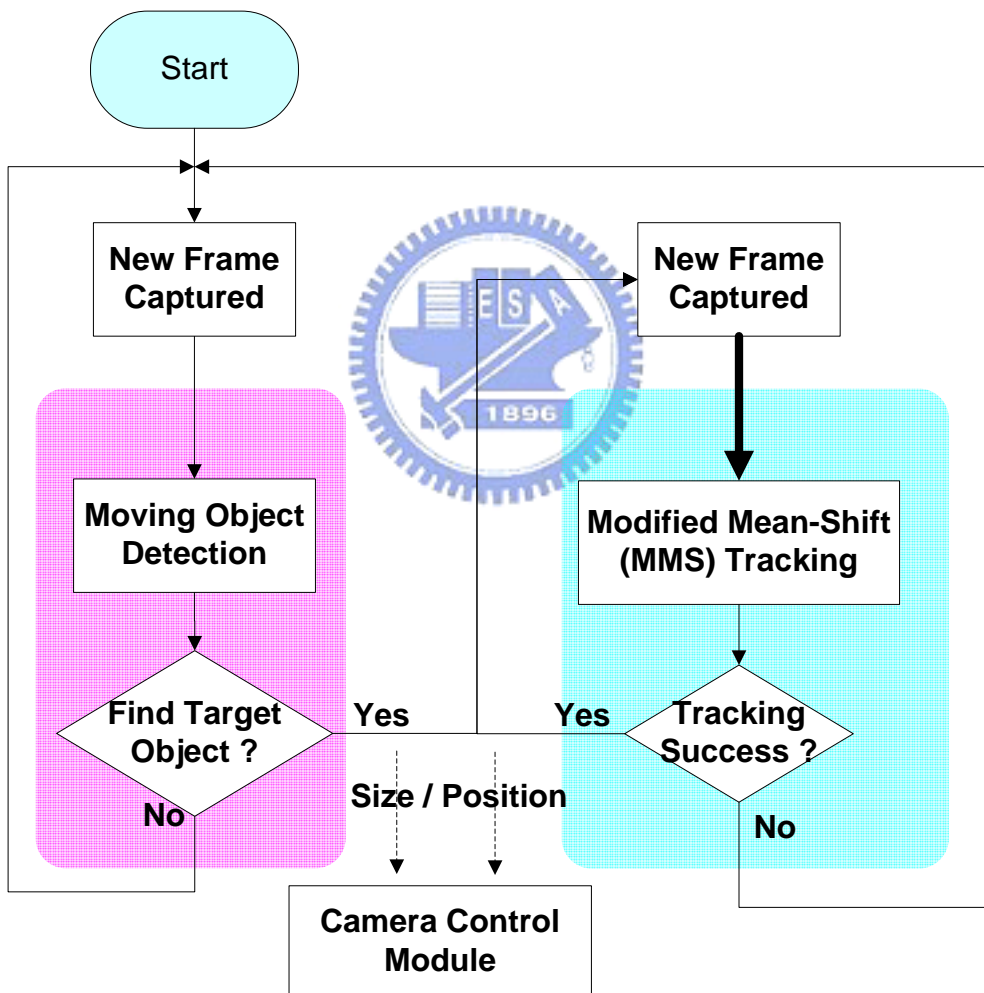 Start
New Frame
Captured
New Frame
Captured
E S A
1896
Moving Object
Detection
Modified Mean-Shift
(MMS) Tracking
Find Target
Object ?
Yes
Yes
Tracking
Success ?
No
Size / Position
No
Camera Control
Module